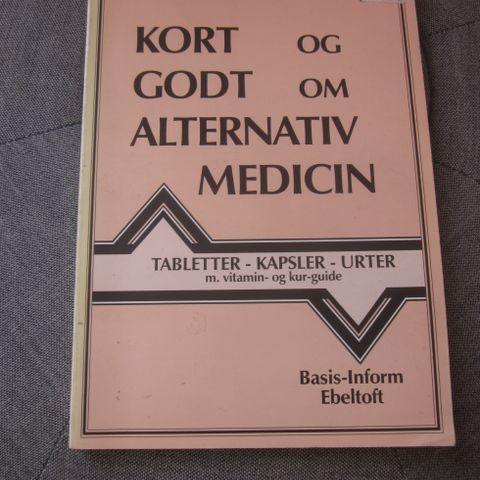 KORT OG
GODT OM
ALTERNATIV
MEDICIN
TABLETTER - KAPSLER - URTER
m. vitamin- og kur-guide
Basis-Inform
Ebeltoft